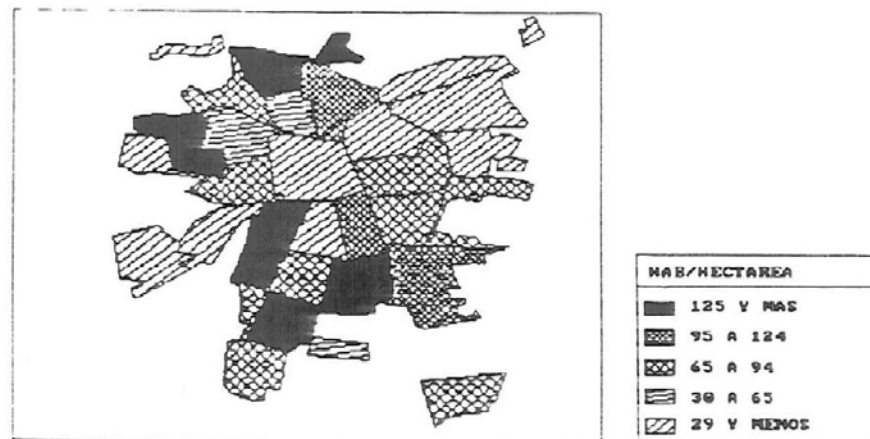 HAB/HECTAREA
125 Y MAS
95 A 124
65 A 94
30 A 65
29 Y MENOS